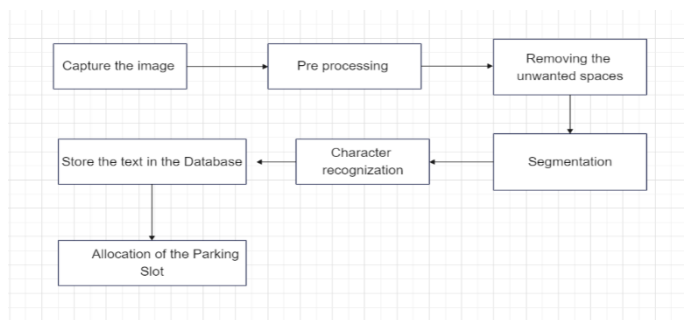 Capture the image
Pre processing
Removing the
unwanted spaces
Segmentation
Character
recognization
Store the text in the Database
Allocation of the Parking
Slot